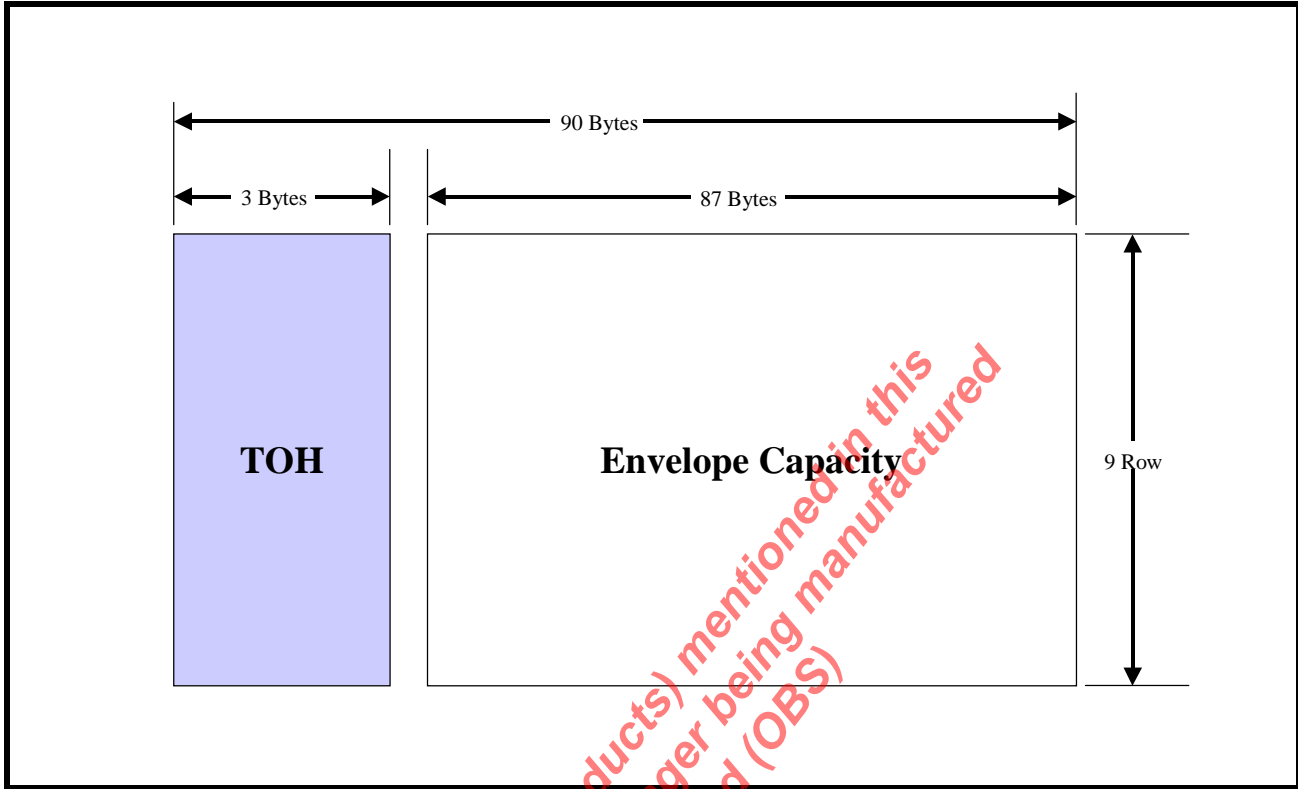 90 Bytes
3 Bytes
87 Bytes
TOH
Envelope Capacity
9 Row
ducts) mentioned in this
ger being manufactured
d (OBS)